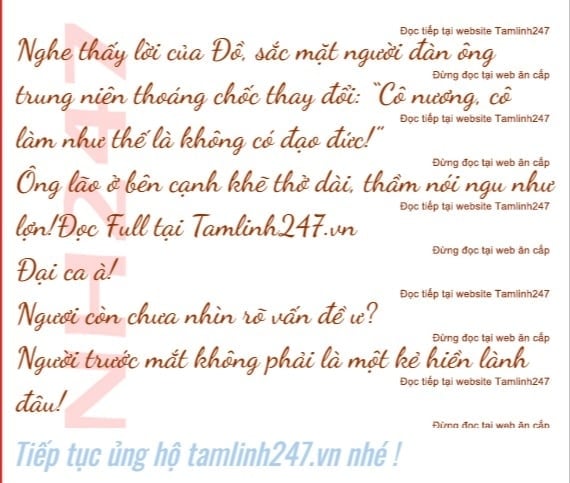 Đọc tiếp tại website Tamlinh247
Nghe thấy lời của Đồ, sắc mặt người đàn ông
Đừng đọc tại web ăn cắp
trung niên thoáng chốc thay đổi: “Cô nương, cô
Đọc tiếp tại website Tamlinh247
làm như thế là không có đạo đức!”
Đừng đọc tại web ăn cắp
Ông lão ở bên cạnh khẽ thở dài, thầm nói ngu như
Đọc tiếp tại website Tamlinh247
lợn!Đọc Full tại Tamlinh247.vn
Đừng đọc tại web ăn cắp
Đại ca à!
Đọc tiếp tại website Tamlinh247
Ngươi còn chưa nhìn rõ vấn đề ư?
Đừng đọc tại web ăn cắp
Người trước mắt không phải là một kẻ hiền lành
Đọc tiếp tại website Tamlinh247
đâu!
Đừng đọc tại web ăn cắp
NH247
Tiếp tục ủng hộ tamlinh247.vn nhé !